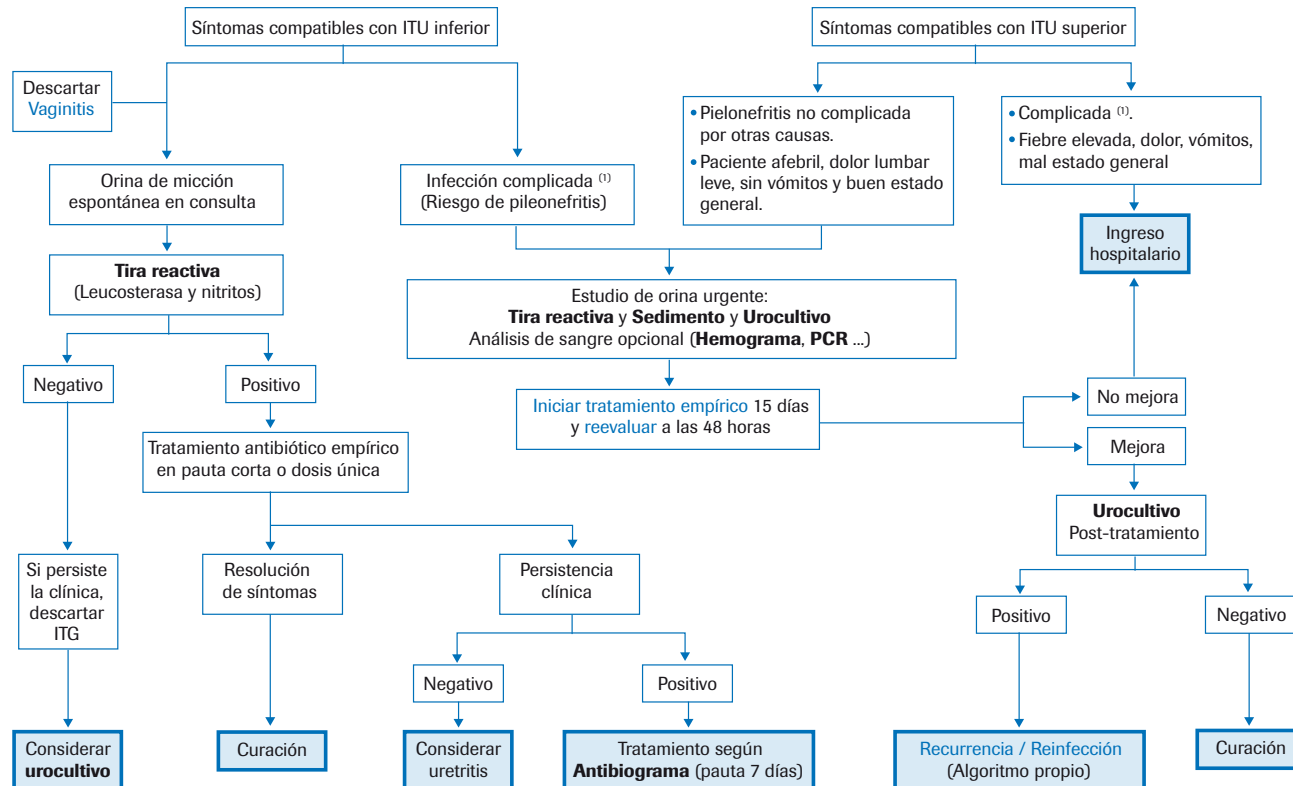 Síntomas compatibles con ITU inferior
Síntomas compatibles con ITU superior
Descartar
Vaginitis
• Pielonefritis no complicada
por otras causas.
• Paciente afebril, dolor lumbar
leve, sin vómitos y buen estado
general.
• Complicada (1).
• Fiebre elevada, dolor, vómitos,
mal estado general
Orina de micción
espontánea en consulta
Infección complicada (1)
(Riesgo de pileonefritis)
Ingreso
hospitalario
Tira reactiva
(Leucosterasa y nitritos)
Estudio de orina urgente:
Tira reactiva y Sedimento y Urocultivo
Análisis de sangre opcional (Hemograma, PCR ...)
Negativo
Positivo
Iniciar tratamiento empírico 15 días
y reevaluar a las 48 horas
No mejora
Mejora
Tratamiento antibiótico empírico
en pauta corta o dosis única
Urocultivo
Post-tratamiento
Si persiste
la clínica,
descartar
ITG
Resolución
de síntomas
Persistencia
clínica
Positivo
Negativo
Negativo
Positivo
Considerar
urocultivo
Curación
Considerar
uretritis
Tratamiento según
Antibiograma (pauta 7 días)
Recurrencia / Reinfección
(Algoritmo propio)
Curación